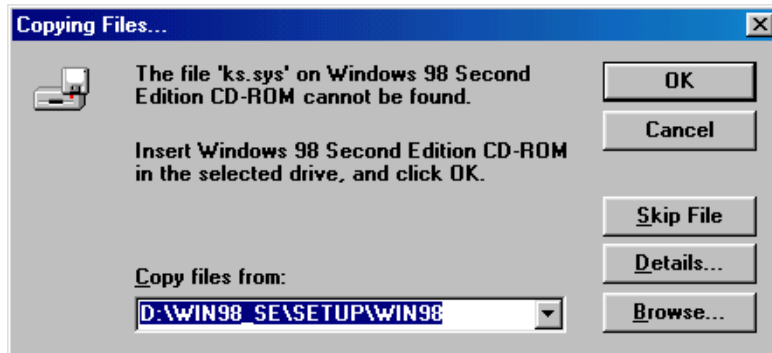 Copying Files...
The file 'ks.sys' on Windows 98 Second
Edition CD-ROM cannot be found.
Insert Windows 98 Second Edition CD-ROM
in the selected drive, and click OK.
Copy files from:
D:\WIN98_SE\SETUP\WIN98
OK
Cancel
Skip File
Details...
Browse...